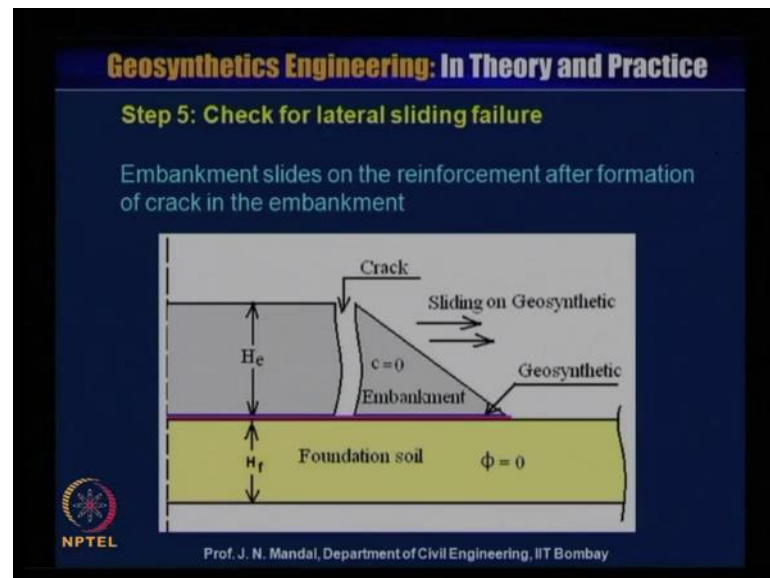 Geosynthetics Engineering: In Theory and Practice
Step 5: Check for lateral sliding failure
Embankment slides on the reinforcement after formation
of crack in the embankment
Crack
Sliding on Geosynthetic
He
c=0
Geosynthetic
Embankment
Hf
Foundation soil
ϕ = 0
NPTEL
Prof. J. N. Mandal, Department of Civil Engineering, IIT Bombay